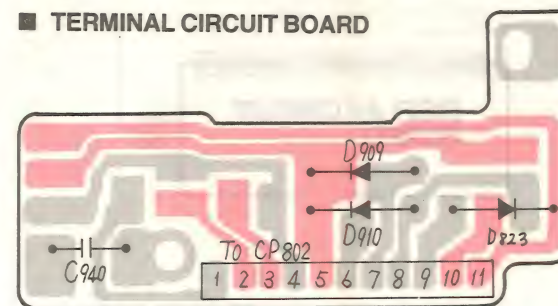 TERMINAL CIRCUIT BOARD
D909
D910
D823
C940
TO CP802
1 2 3 4 5 6 7 8 9 10 11